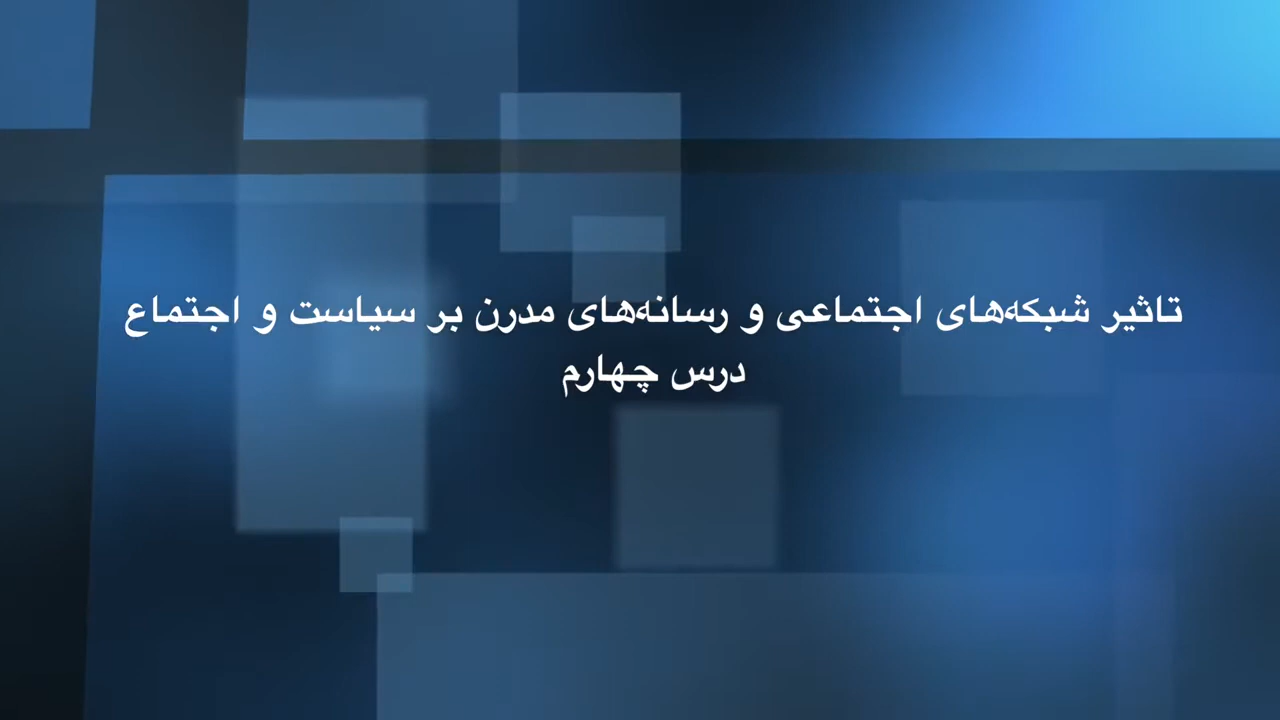 تاثیر شبکه‌های اجتماعی و رسانه‌های مدرن بر سیاست و اجتماع
درس چهارم